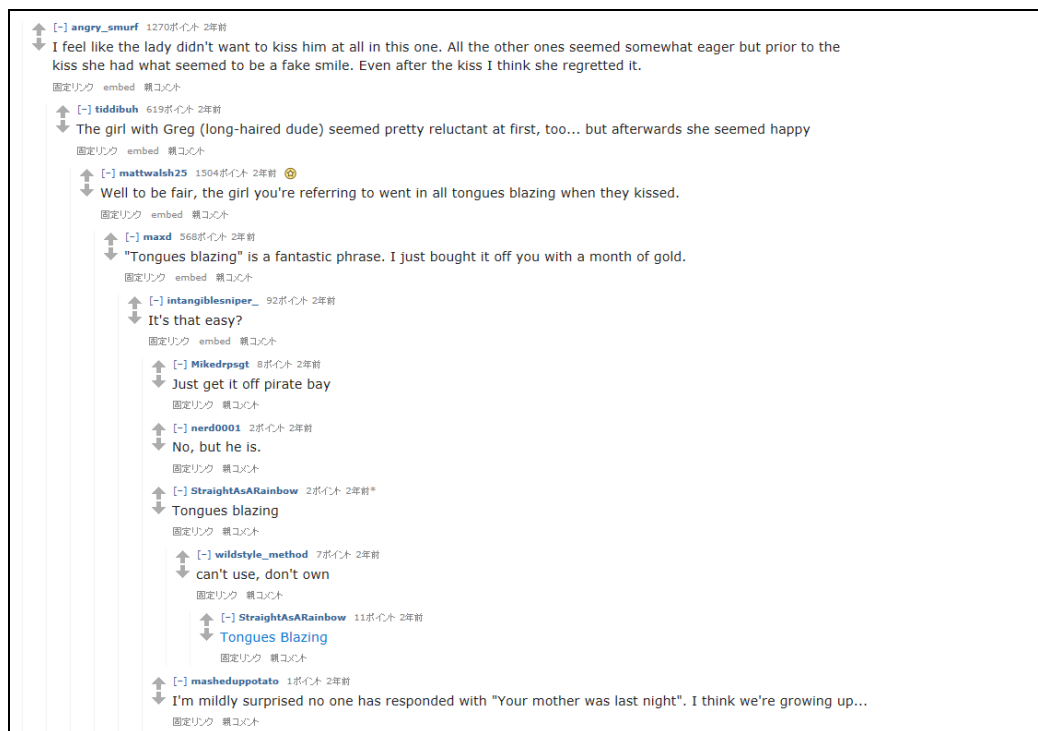 [-] angry_smurf 1270ポイント 2年前
I feel like the lady didn't want to kiss him at all in this one. All the other ones seemed somewhat eager but prior to the
kiss she had what seemed to be a fake smile. Even after the kiss I think she regretted it.
固定リンク embed 親コメント
[-] tiddibuh 619ポイント 2年前
The girl with Greg (long-haired dude) seemed pretty reluctant at first, too... but afterwards she seemed happy
固定リンク embed 親コメント
[-] mattwalsh25 1504ポイント 2年前
Well to be fair, the girl you're referring to went in all tongues blazing when they kissed.
固定リンク embed 親コメント
[-] maxd 568ポイント 2年前
"Tongues blazing" is a fantastic phrase. I just bought it off you with a month of gold.
固定リンク embed 親コメント
[-] intangiblesniper_ 92ポイント 2年前
It's that easy?
固定リンク embed 親コメント
[-] Mikedrpsgt 8ポイント 2年前
Just get it off pirate bay
固定リンク 親コメント
[-] nerd0001 2ポイント 2年前
No, but he is.
固定リンク 親コメント
[-] StraightAsARainbow 2ポイント 2年前*
Tongues blazing
固定リンク 親コメント
[-] wildstyle_method 7ポイント 2年前
can't use, don't own
固定リンク 親コメント
[-] StraightAsARainbow 11ポイント 2年前
Tongues Blazing
固定リンク 親コメント
[-] masheduppotato 1ポイント 2年前
I'm mildly surprised no one has responded with "Your mother was last night". I think we're growing up...
固定リンク 親コメント